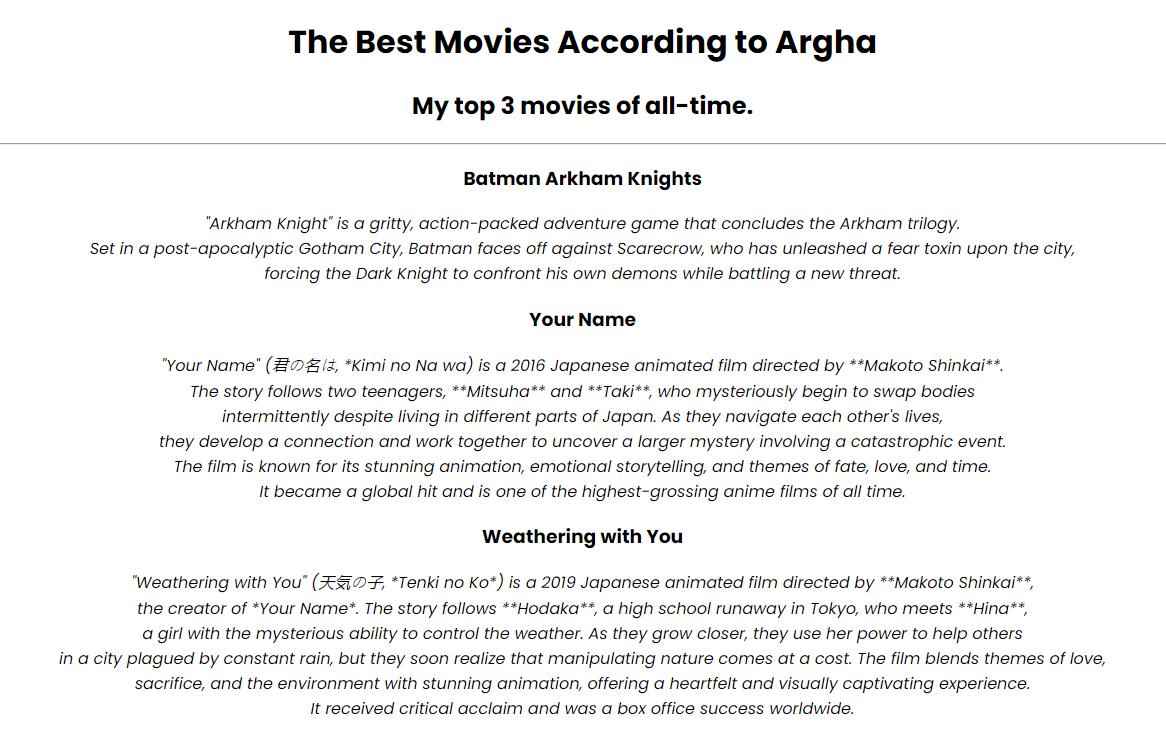 The Best Movies According to Argha
My top 3 movies of all-time.
Batman Arkham Knights
"Arkham Knight" is a gritty, action-packed adventure game that concludes the Arkham trilogy.
Set in a post-apocalyptic Gotham City, Batman faces off against Scarecrow, who has unleashed a fear toxin upon the city,
forcing the Dark Knight to confront his own demons while battling a new threat.
Your Name
"Your Name" (君の名は, *Kimi no Na wa) is a 2016 Japanese animated film directed by **Makoto Shinkai**.
The story follows two teenagers, **Mitsuha** and **Taki**, who mysteriously begin to swap bodies
intermittently despite living in different parts of Japan. As they navigate each other's lives,
they develop a connection and work together to uncover a larger mystery involving a catastrophic event.
The film is known for its stunning animation, emotional storytelling, and themes of fate, love, and time.
It became a global hit and is one of the highest-grossing anime films of all time.
Weathering with You
"Weathering with You" (天気の子, *Tenki no Ko*) is a 2019 Japanese animated film directed by **Makoto Shinkai**,
the creator of *Your Name*. The story follows **Hodaka**, a high school runaway in Tokyo, who meets **Hina**,
a girl with the mysterious ability to control the weather. As they grow closer, they use her power to help others
in a city plagued by constant rain, but they soon realize that manipulating nature comes at a cost. The film blends themes of love,
sacrifice, and the environment with stunning animation, offering a heartfelt and visually captivating experience.
It received critical acclaim and was a box office success worldwide.